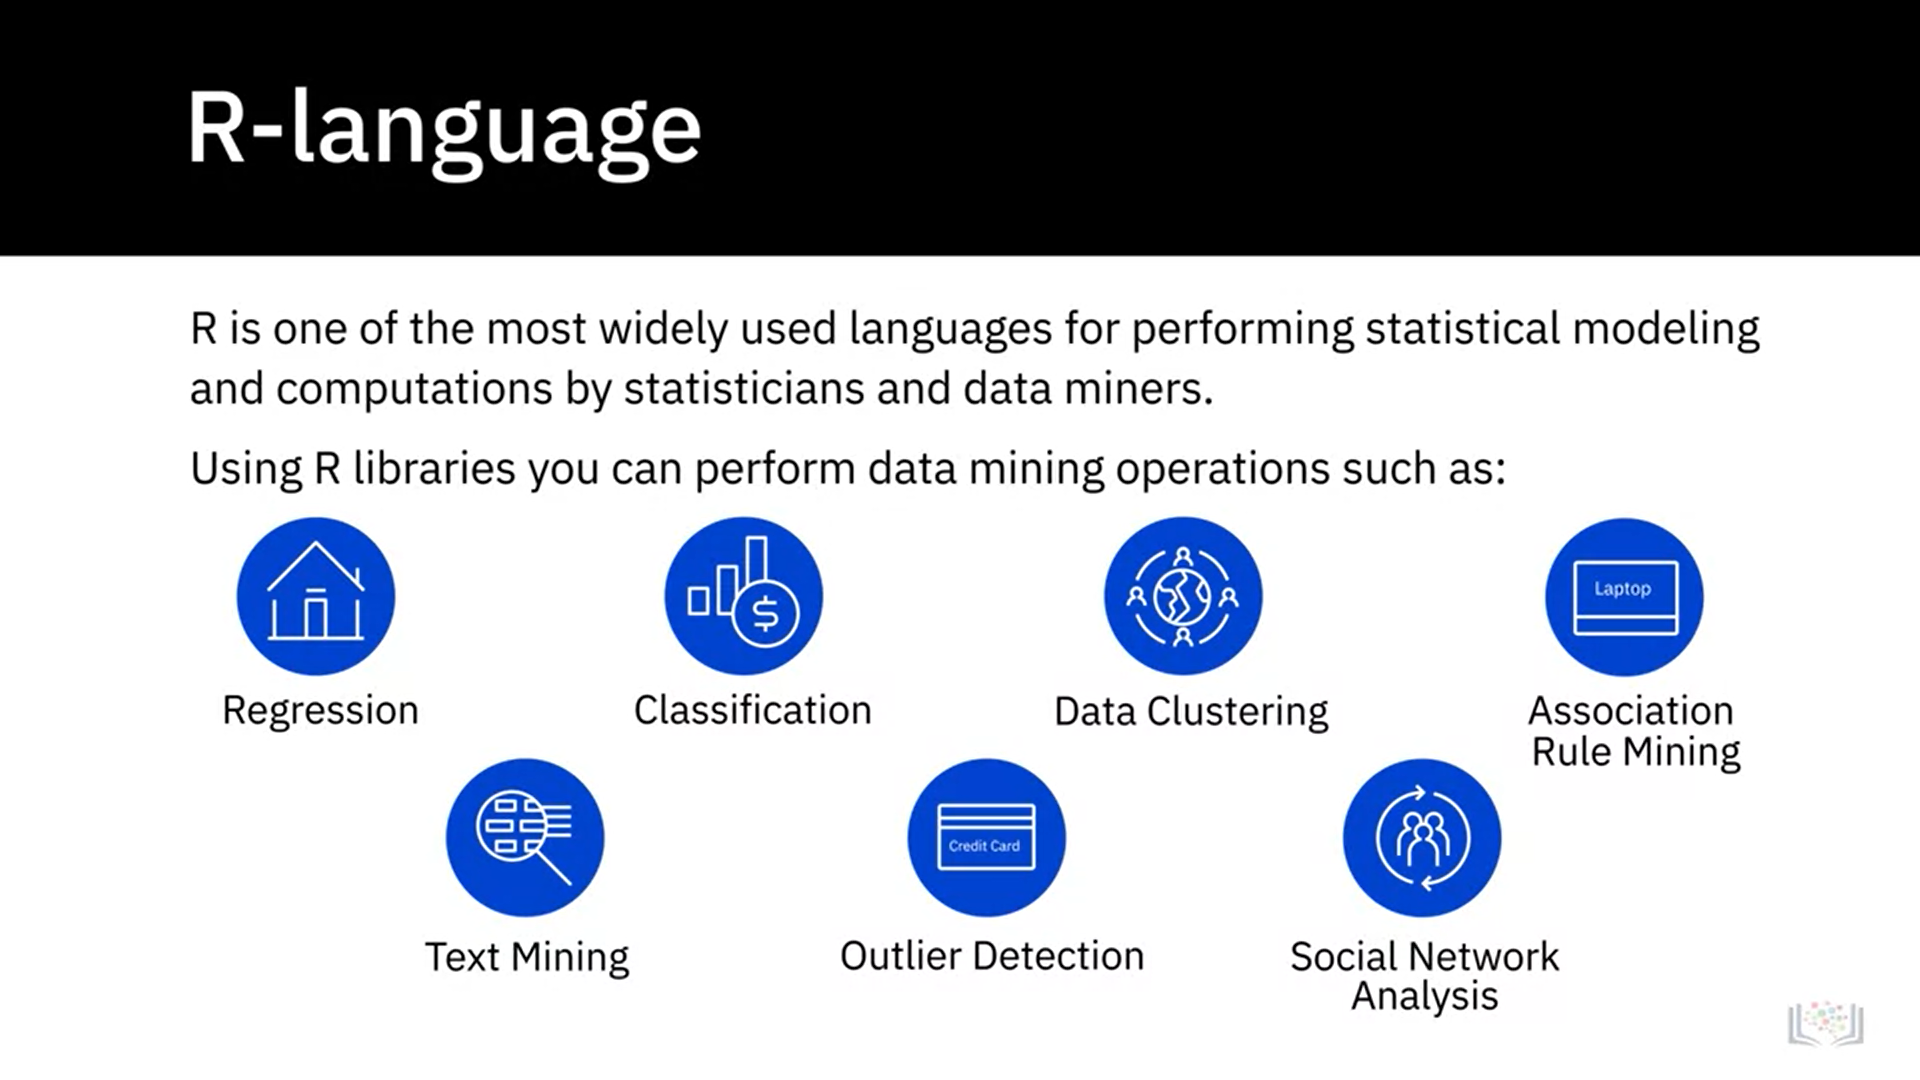 R-language
R is one of the most widely used languages for performing statistical modeling
and computations by statisticians and data miners.
Using R libraries you can perform data mining operations such as:
$
Laptop
Regression
Classification
Data Clustering
Association
Rule Mining
Credit Card
Text Mining
Outlier Detection
Social Network
Analysis